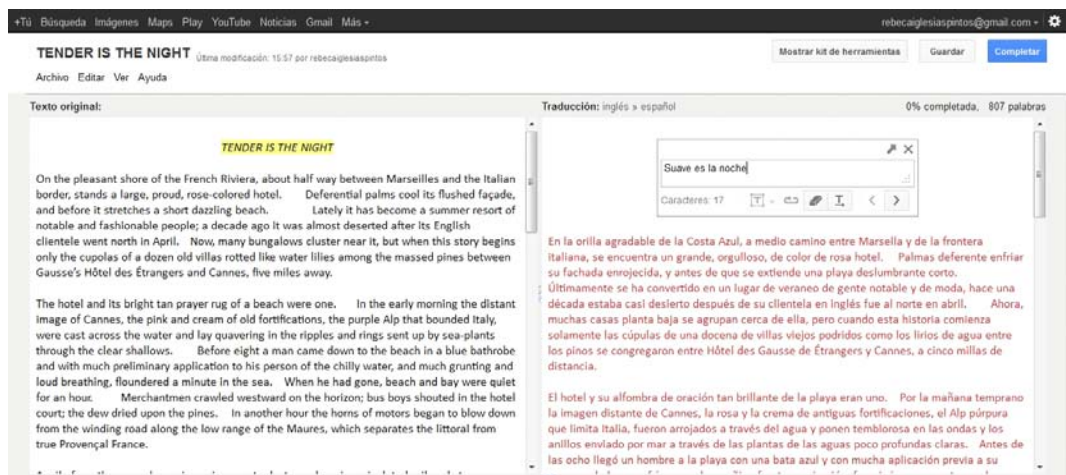 +Tú Búsqueda Imágenes Maps Play YouTube Noticias Gmail Más
rebecaiglesiaspintos@gmail.com
TENDER IS THE NIGHT Última modificación: 15:57 por rebecaiglesiaspintos
Mostrar kit de herramientas Guardar Completar
Archivo Editar Ver Ayuda
Texto original:
TENDER IS THE NIGHT
On the pleasant shore of the French Riviera, about half way between Marseilles and the Italian
border, stands a large, proud, rose-colored hotel. Deferential palms cool its flushed façade,
and before it stretches a short dazzling beach. Lately it has become a summer resort of
notable and fashionable people; a decade ago it was almost deserted after its English
clientele went north in April. Now, many bungalows cluster near it, but when this story begins
only the cupolas of a dozen old villas rotted like water lilies among the massed pines between
Gausse's Hôtel des Étrangers and Cannes, five miles away.
The hotel and its bright tan prayer rug of a beach were one. In the early morning the distant
image of Cannes, the pink and cream of old fortifications, the purple Alp that bounded Italy,
were cast across the water and lay quavering in the ripples and rings sent up by sea-plants
through the clear shallows. Before eight a man came down to the beach in a blue bathrobe
and with much preliminary application to his person of the chilly water, and much grunting and
loud breathing, floundered a minute in the sea. When he had gone, beach and bay were quiet
for an hour. Merchantmen crawled westward on the horizon; bus boys shouted in the hotel
court; the dew dried upon the pines. In another hour the horns of motors began to blow down
from the winding road along the low range of the Maures, which separates the littoral from
true Provençal France.
Traducción: inglés » español
0% completada, 807 palabras
Suave es la noche
Caracteres: 17
En la orilla agradable de la Costa Azul, a medio camino entre Marsella y de la frontera
italiana, se encuentra un grande, orgulloso, de color de rosa hotel. Palmas deferente enfriar
su fachada enrojecida, y antes de que se extiende una playa deslumbrante corto.
Últimamente se ha convertido en un lugar de veraneo de gente notable y de moda, hace una
década estaba casi desierto después de su clientela en inglés fue al norte en abril. Ahora,
muchas casas planta baja se agrupan cerca de ella, pero cuando esta historia comienza
solamente las cúpulas de una docena de villas viejos podridos como los lirios de agua entre
los pinos se congregaron entre Hôtel des Gausse de Étrangers y Cannes, a cinco millas de
distancia.
El hotel y su alfombra de oración tan brillante de la playa eran uno. Por la mañana temprano
la imagen distante de Cannes, la rosa y la crema de antiguas fortificaciones, el Alp púrpura
que limita Italia, fueron arrojados a través del agua y ponen temblorosa en las ondas y los
anillos enviado por mar a través de las plantas de las aguas poco profundas claras. Antes de
las ocho llegó un hombre a la playa con una bata azul y con mucha aplicación previa a su